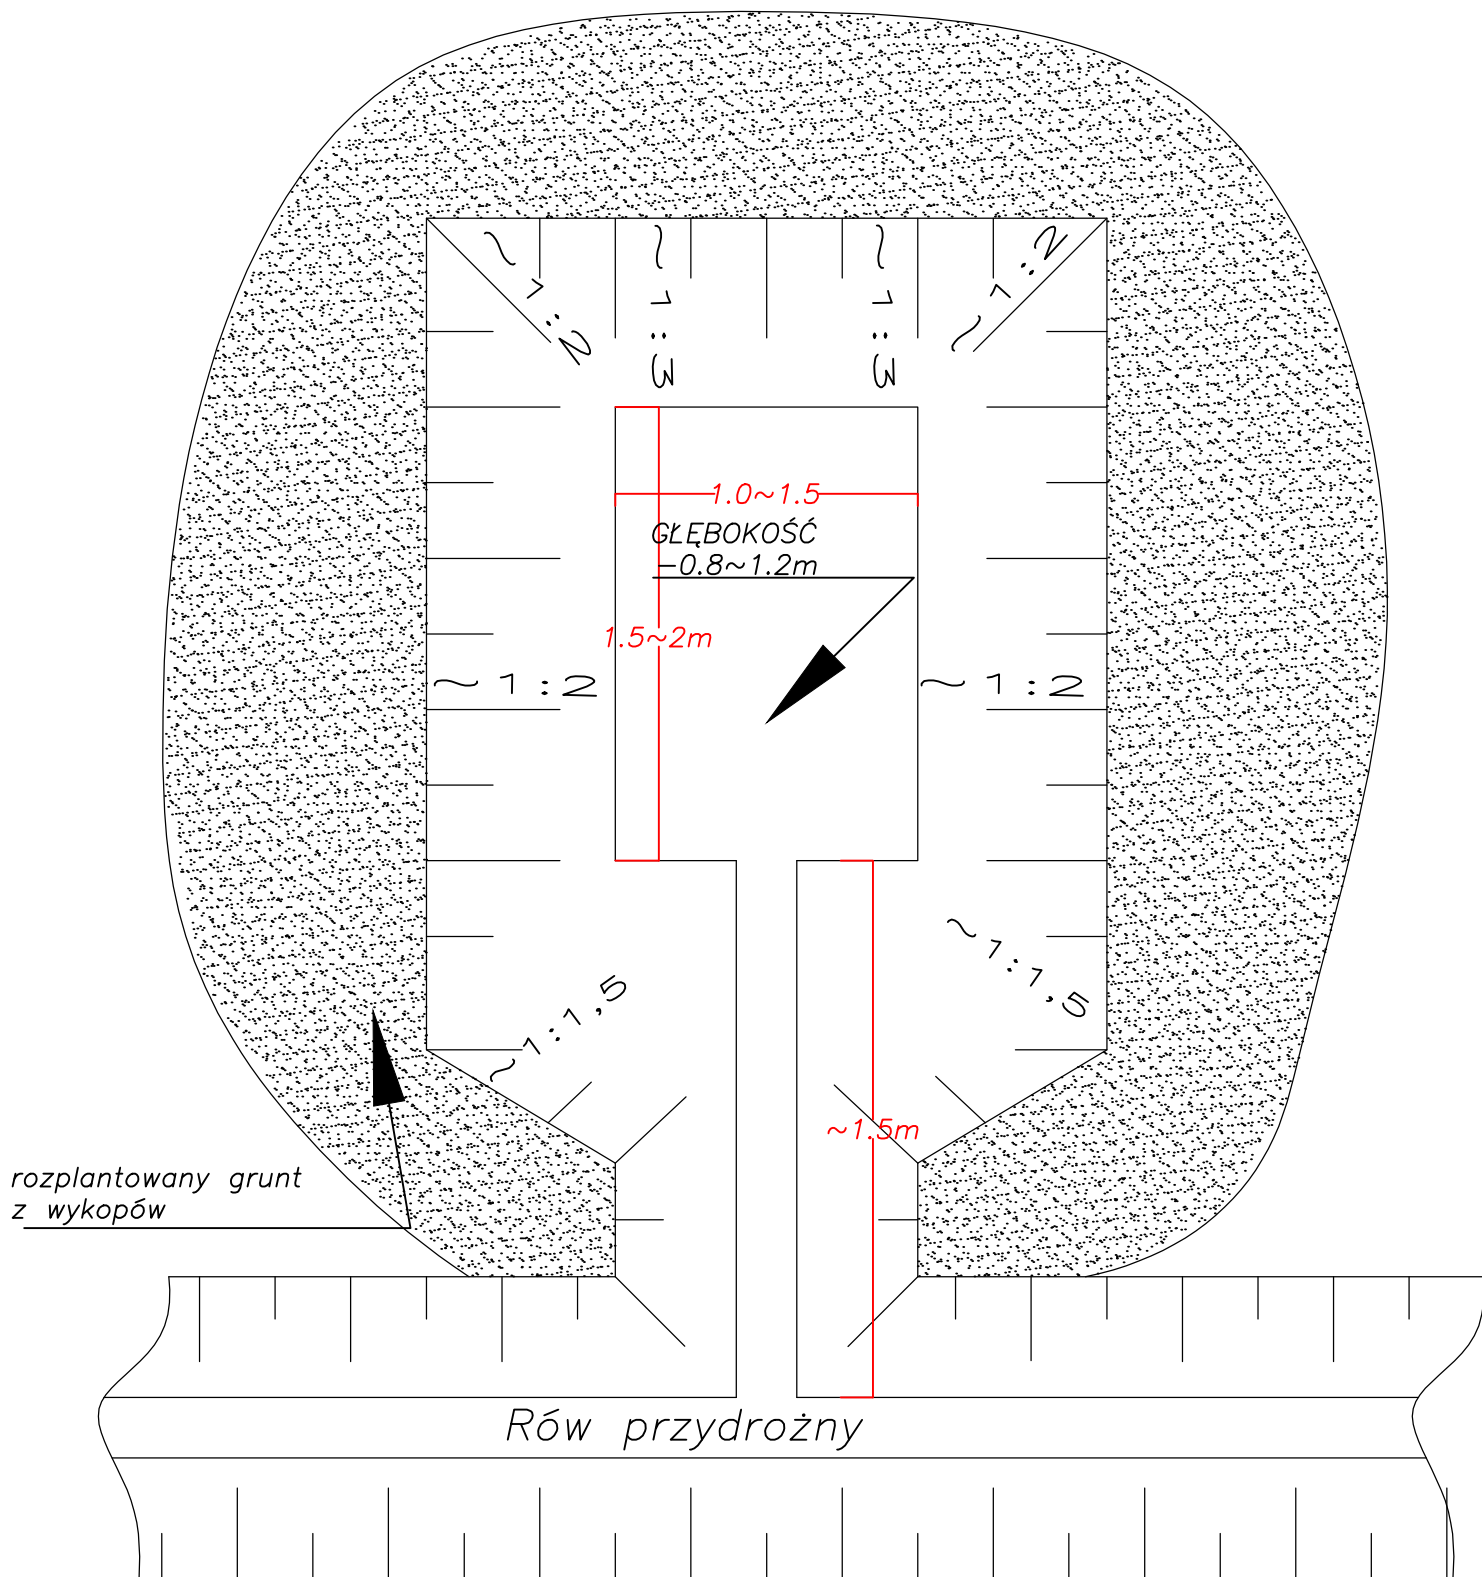 ~1:2
~1:3
~1:3
~1:2
1.0~1.5
GŁĘBOKOŚĆ
-0.8~1.2m
1.5~2m
~1:2
~1:2
~1:1,5
~1:1,5
~1.5m
rozplantowany grunt
z wykopów
Rów przydrożny